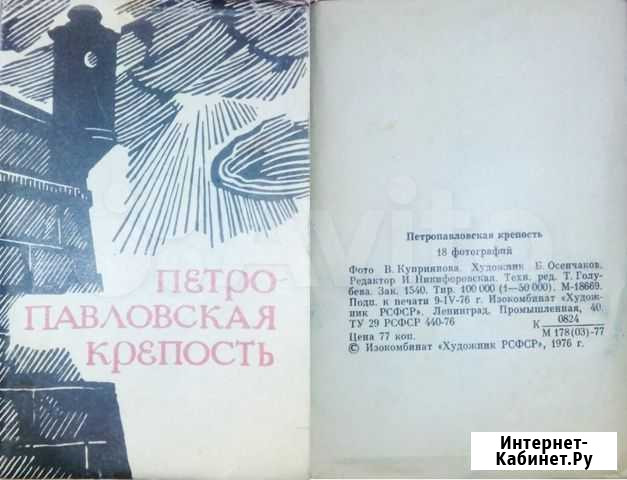 ПЕТРО
ПАВЛОВСКАЯ
КРЕПОСТЬ
Петропавловская крепость
18 фотографий
Фото В. Куприянова. Художник Б. Осенчаков.
Редактор И. Никифоровская. Техн. ред. Т. Голу-
бева. Зак. 1540. Тир. 100 000 (1—50 000). М-18669.
Подп. к печати 9-IV-76 г. Изокомбинат «Худож-
ник РСФСР», Ленинград, Промышленная, 40.
ТУ 29 РСФСР 440-76
К 0824
М 178(03)-77
Цена 77 коп.
© Изокомбинат «Художник РСФСР», 1976 г.
Avito
Интернет-
Кабинет.Ру